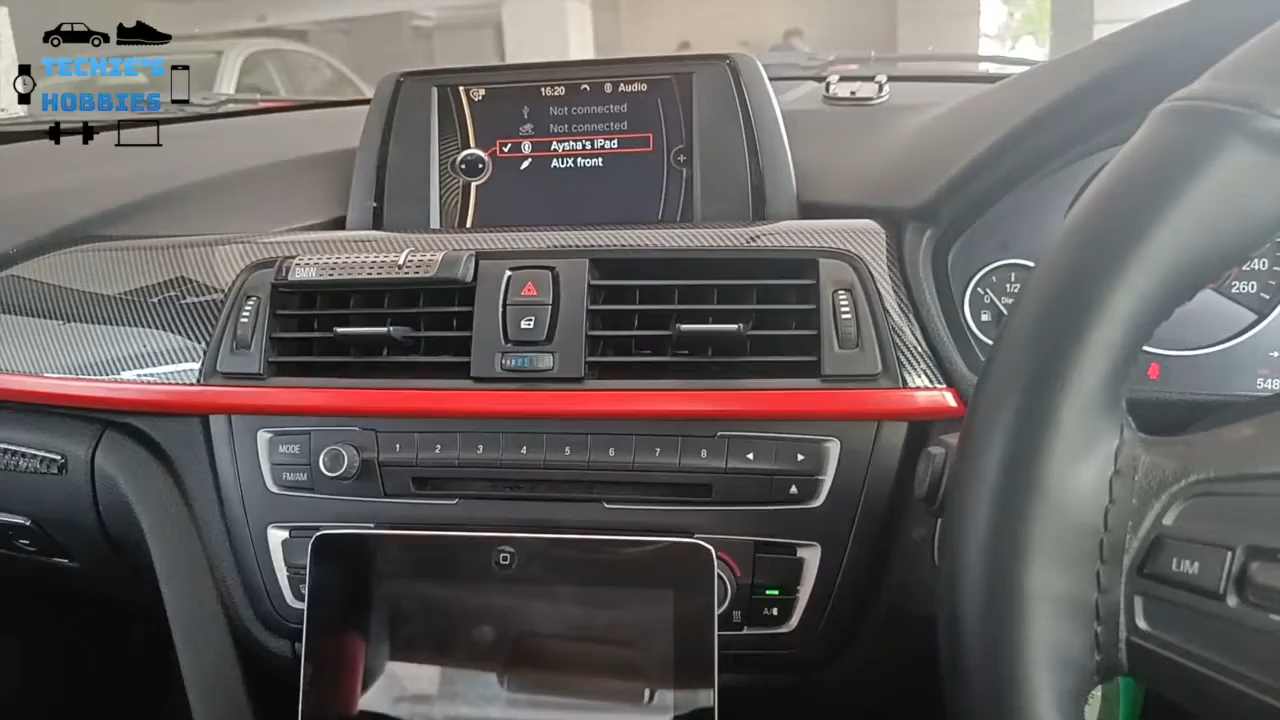 TECHIE'S
HOBBIES
16:20 Audio
Not connected
Not connected
Aysha's iPad
AUX front
BMW
MODE
1 2 3 4 5 6 7 8
FM/AM
A/C
LIM
1/2
0
240
260
548